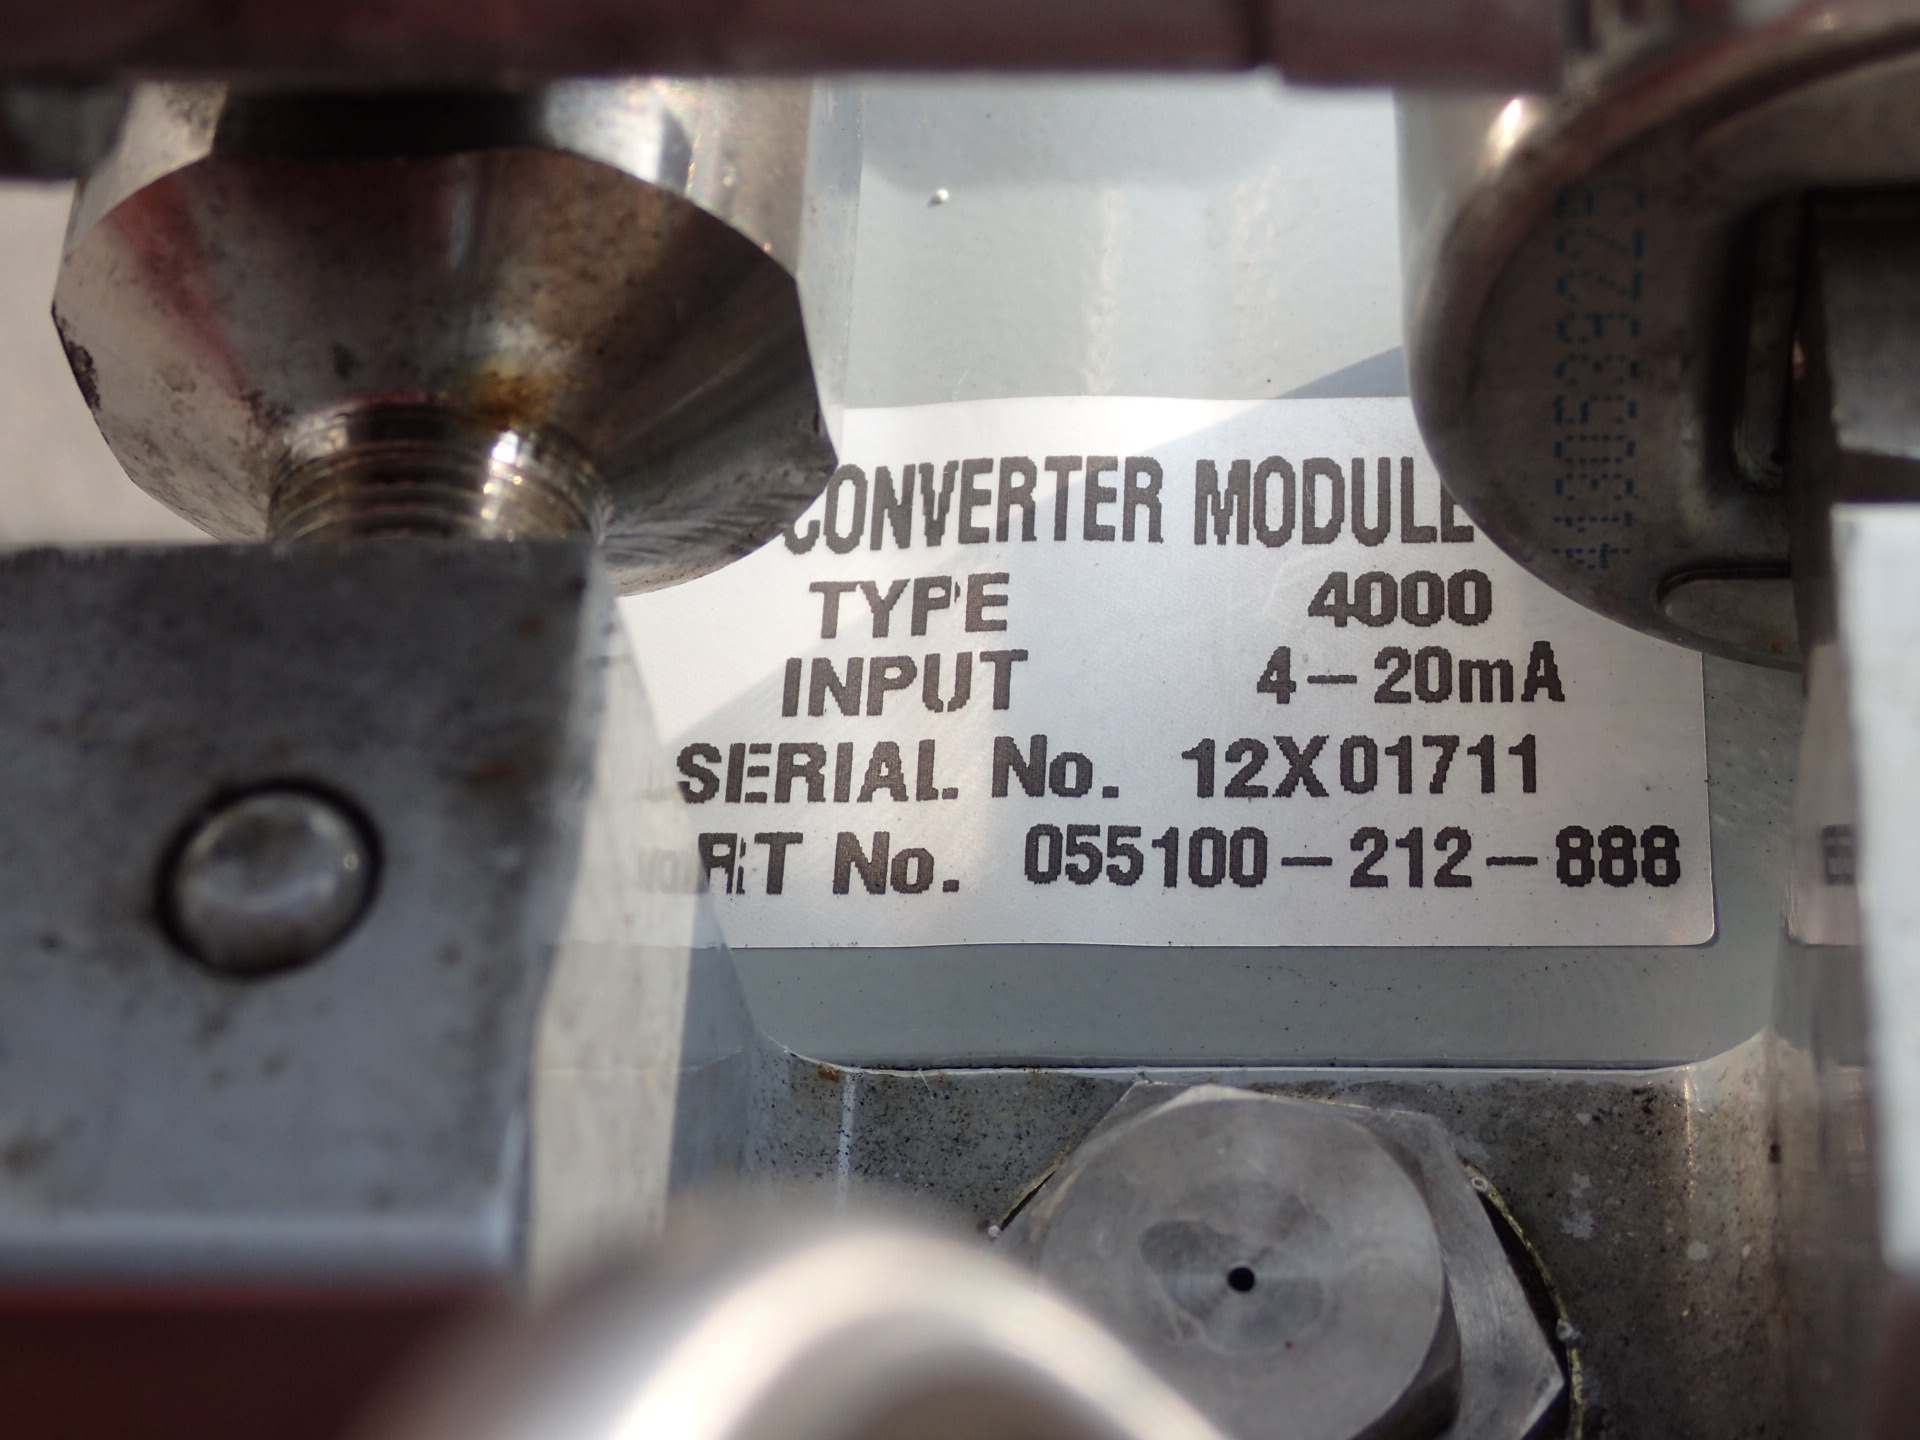 CONVERTER MODULE
TYPE 4000
INPUT 4-20mA
SERIAL No. 12X01711
No. 055100-212-888